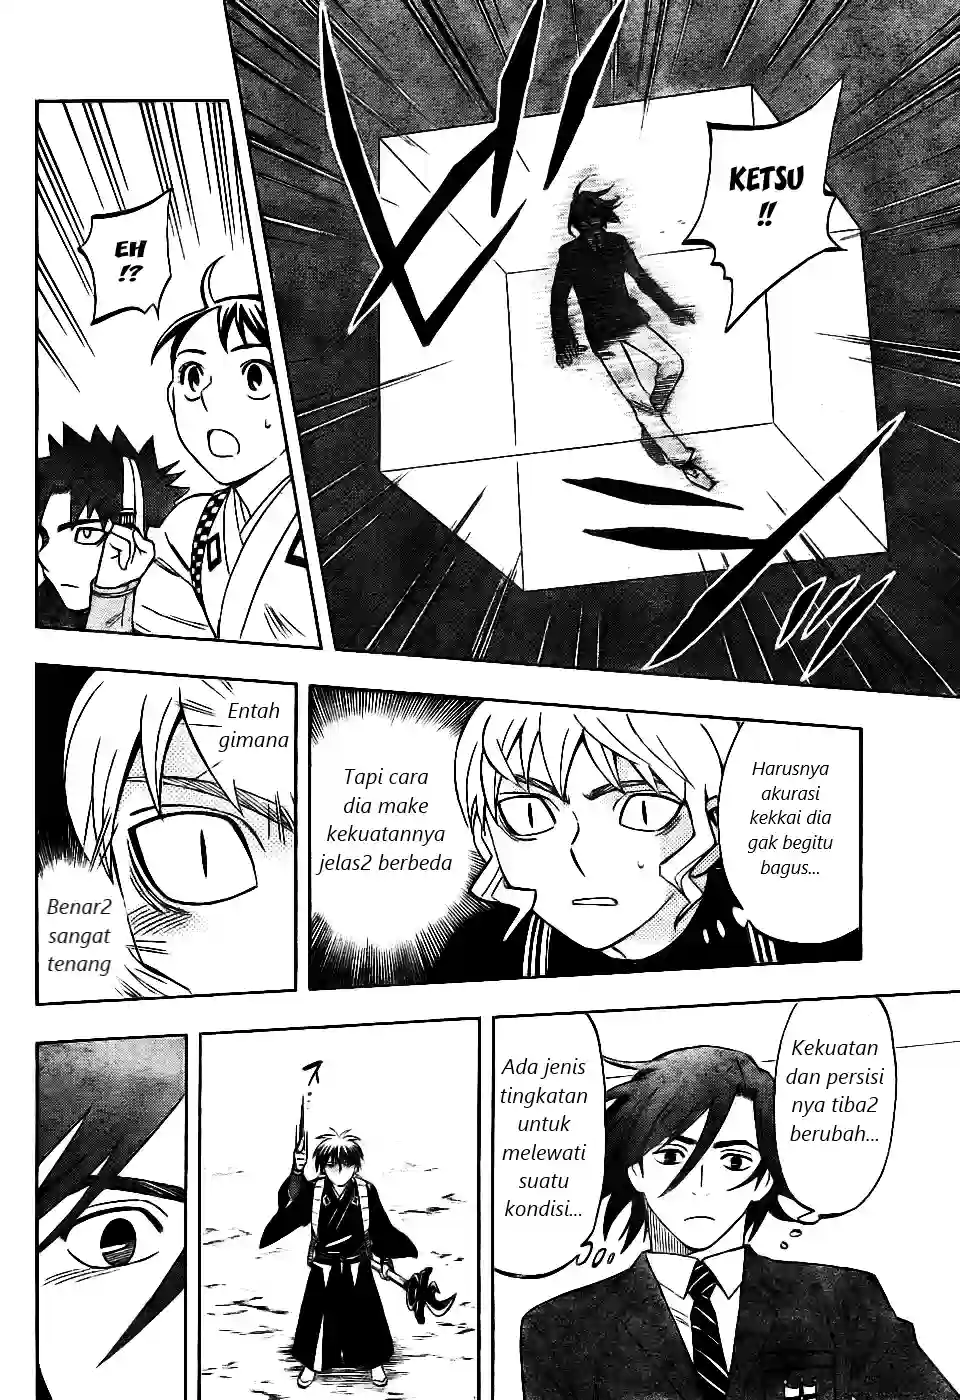 KETSU
!!
EH
!?
Harusnya
akurasi
kekkai dia
gak begitu
bagus...
Tapi cara
dia make
kekuatannya
jelas2 berbeda
Entah
gimana
Benar2
sangat
tenang
Kekuatan
dan persisi
nya tiba2
berubah...
Ada jenis
tingkatan
untuk
melewati
suatu
kondisi...